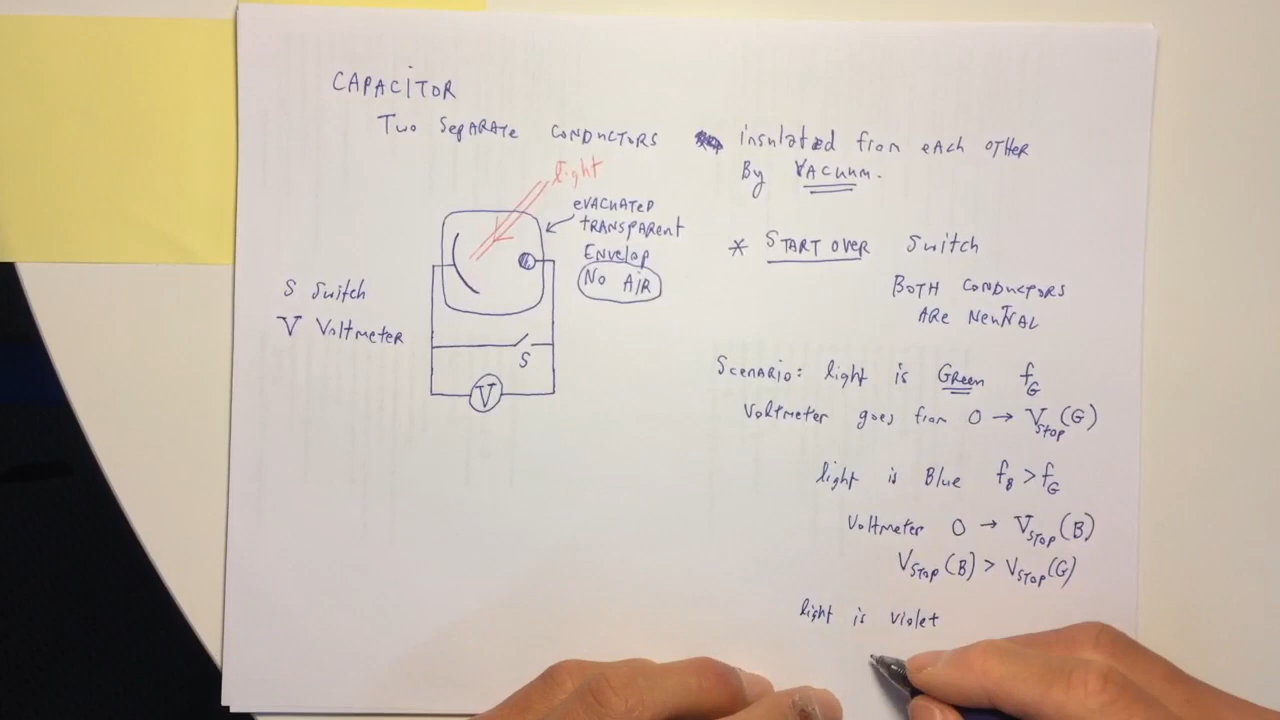 CAPACITOR
TWO SEPARATE CONDUCTORS insulated from each other
By VACUUM.
light
EVACUATED
TRANSPARENT
Envelop
No AiR
* START OVER Switch
BOTH CONDUCTORS
ARE NEUTRAL
S Switch
V Voltmeter
S
V
Scenario: light is Green f_G
Voltmeter goes from 0 → V_STOP(G)
light is Blue f_B > f_G
Voltmeter 0 → V_STOP(B)
V_STOP(B) > V_STOP(G)
light is violet